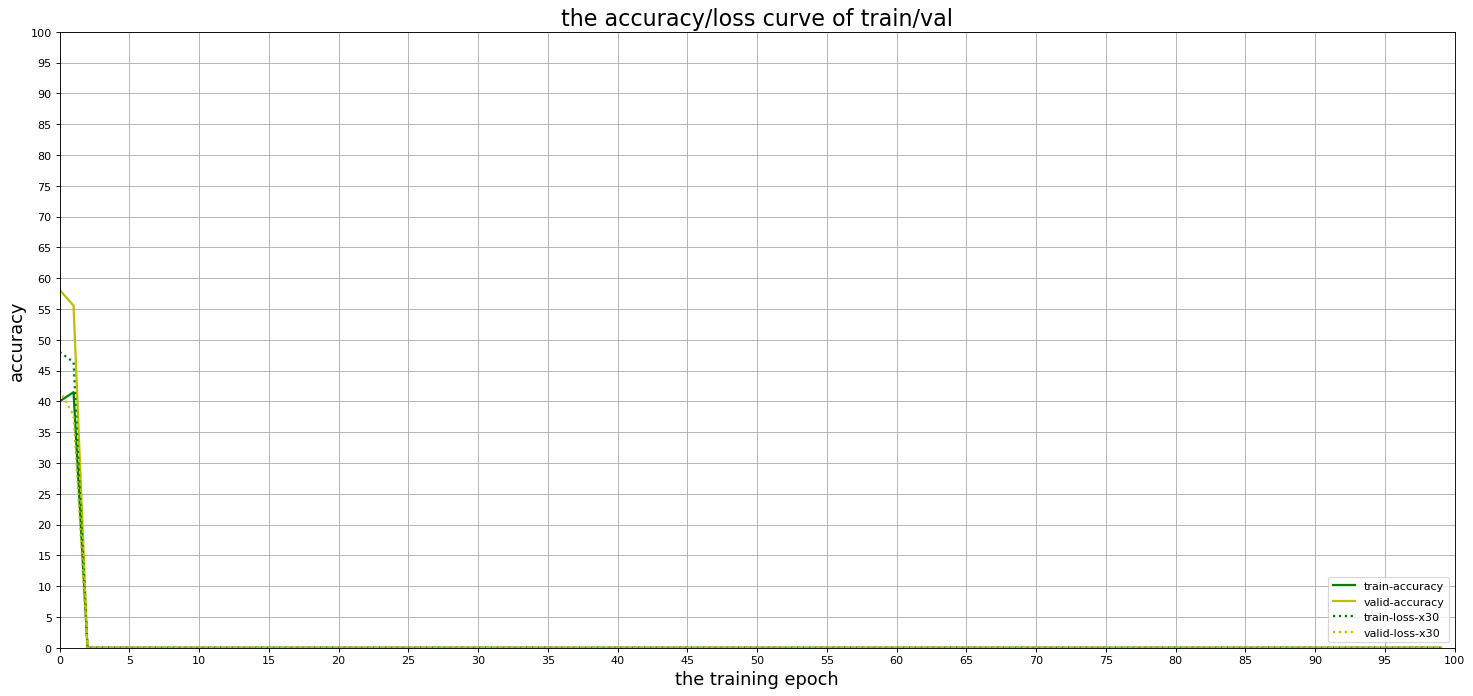 the accuracy/loss curve of train/val
100
95
90
85
80
75
70
65
60
55
50
45
40
35
30
25
20
15
10
5
0
accuracy
train-accuracy
valid-accuracy
train-loss-x30
valid-loss-x30
0 5 10 15 20 25 30 35 40 45 50 55 60 65 70 75 80 85 90 95 100
the training epoch